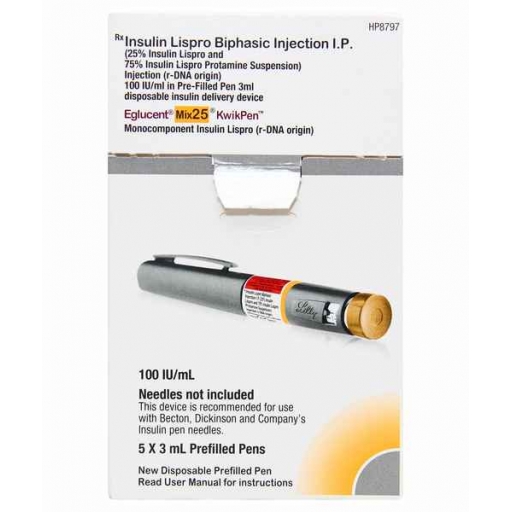 HP8797
Rx Insulin Lispro Biphasic Injection I.P.
(25% Insulin Lispro and
75% Insulin Lispro Protamine Suspension)
Injection (r-DNA origin)
100 IU/ml in Pre-Filled Pen 3ml
disposable insulin delivery device
Eglucent® Mix25® KwikPen™
Monocomponent Insulin Lispro (r-DNA origin)
Lilly
100 IU/mL
Needles not included
This device is recommended for use
with Becton, Dickinson and Company's
Insulin pen needles.
5 X 3 mL Prefilled Pens
New Disposable Prefilled Pen
Read User Manual for instructions